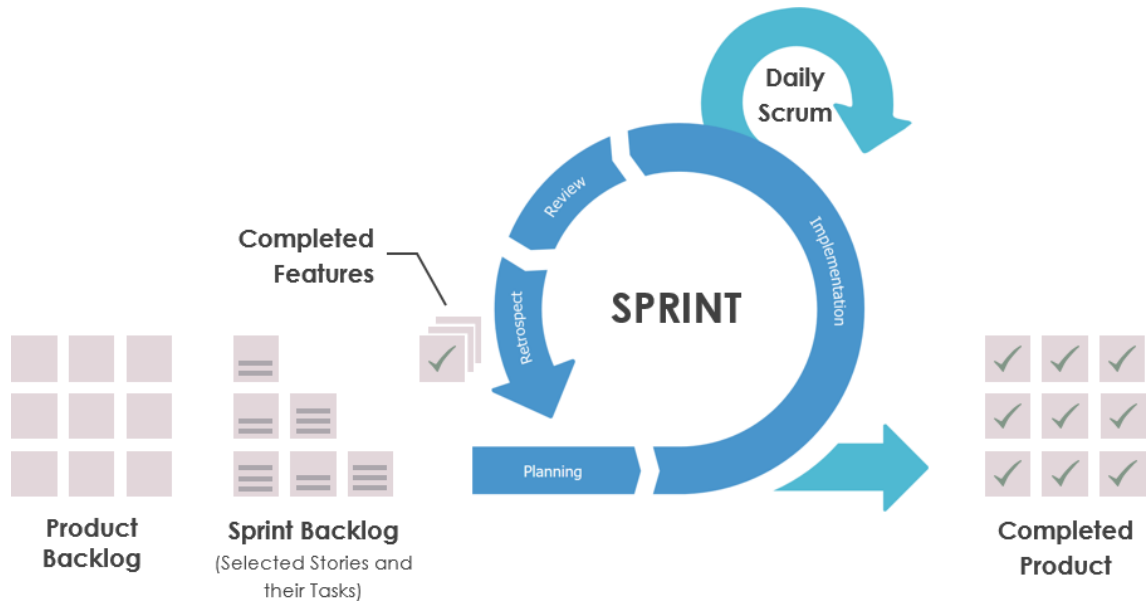 Daily
Scrum
Review
Implementation
Completed
Features
SPRINT
Retrospect
Planning
Product
Backlog
Sprint Backlog
(Selected Stories and
their Tasks)
Completed
Product